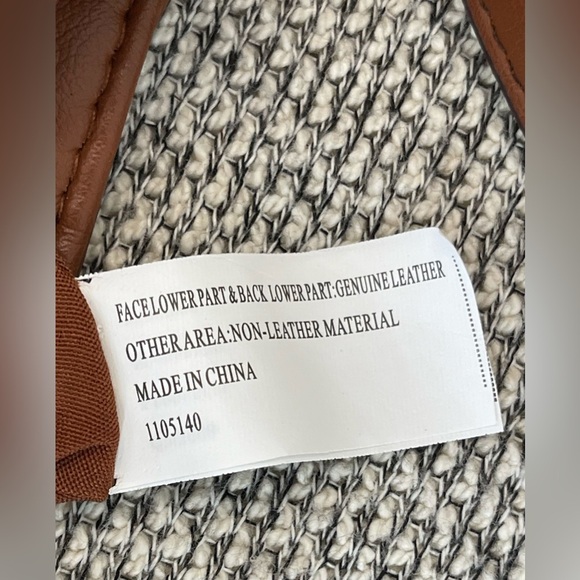 FACE LOWER PART & BACK LOWER PART:GENUINE LEATHER
OTHER AREA:NON-LEATHER MATERIAL
MADE IN CHINA
1105140